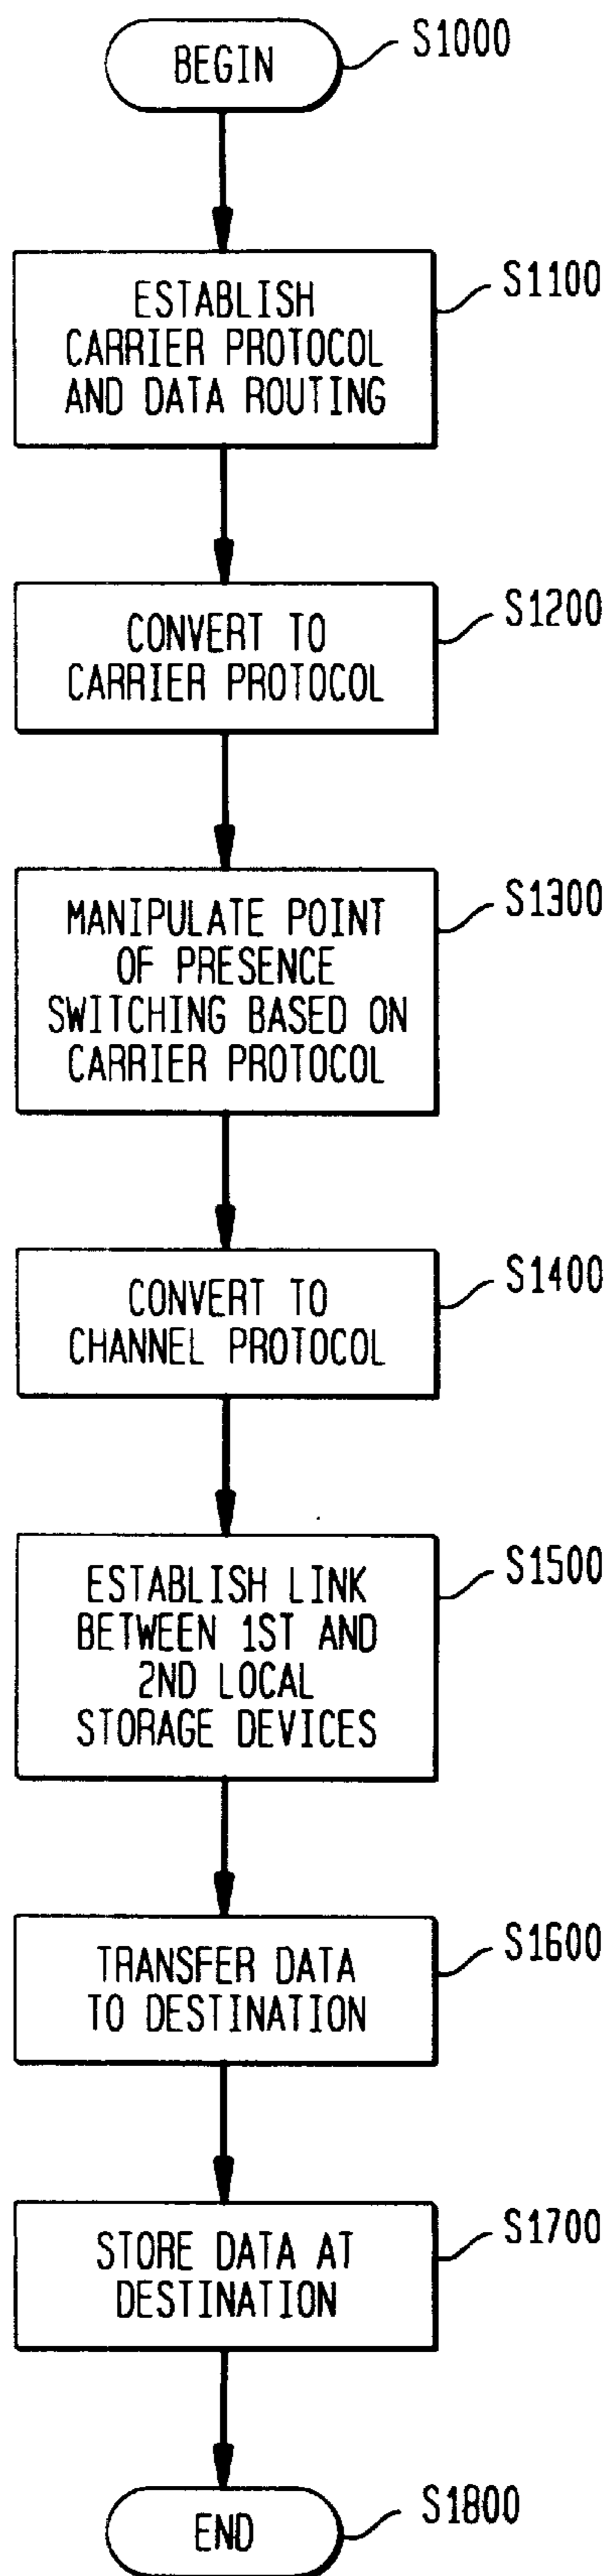 BEGIN
S1000
ESTABLISH
CARRIER PROTOCOL
AND DATA ROUTING
S1100
CONVERT TO
CARRIER PROTOCOL
S1200
MANIPULATE POINT
OF PRESENCE
SWITCHING BASED ON
CARRIER PROTOCOL
S1300
CONVERT TO
CHANNEL PROTOCOL
S1400
ESTABLISH LINK
BETWEEN 1ST AND
2ND LOCAL
STORAGE DEVICES
S1500
TRANSFER DATA
TO DESTINATION
S1600
STORE DATA AT
DESTINATION
S1700
END
S1800